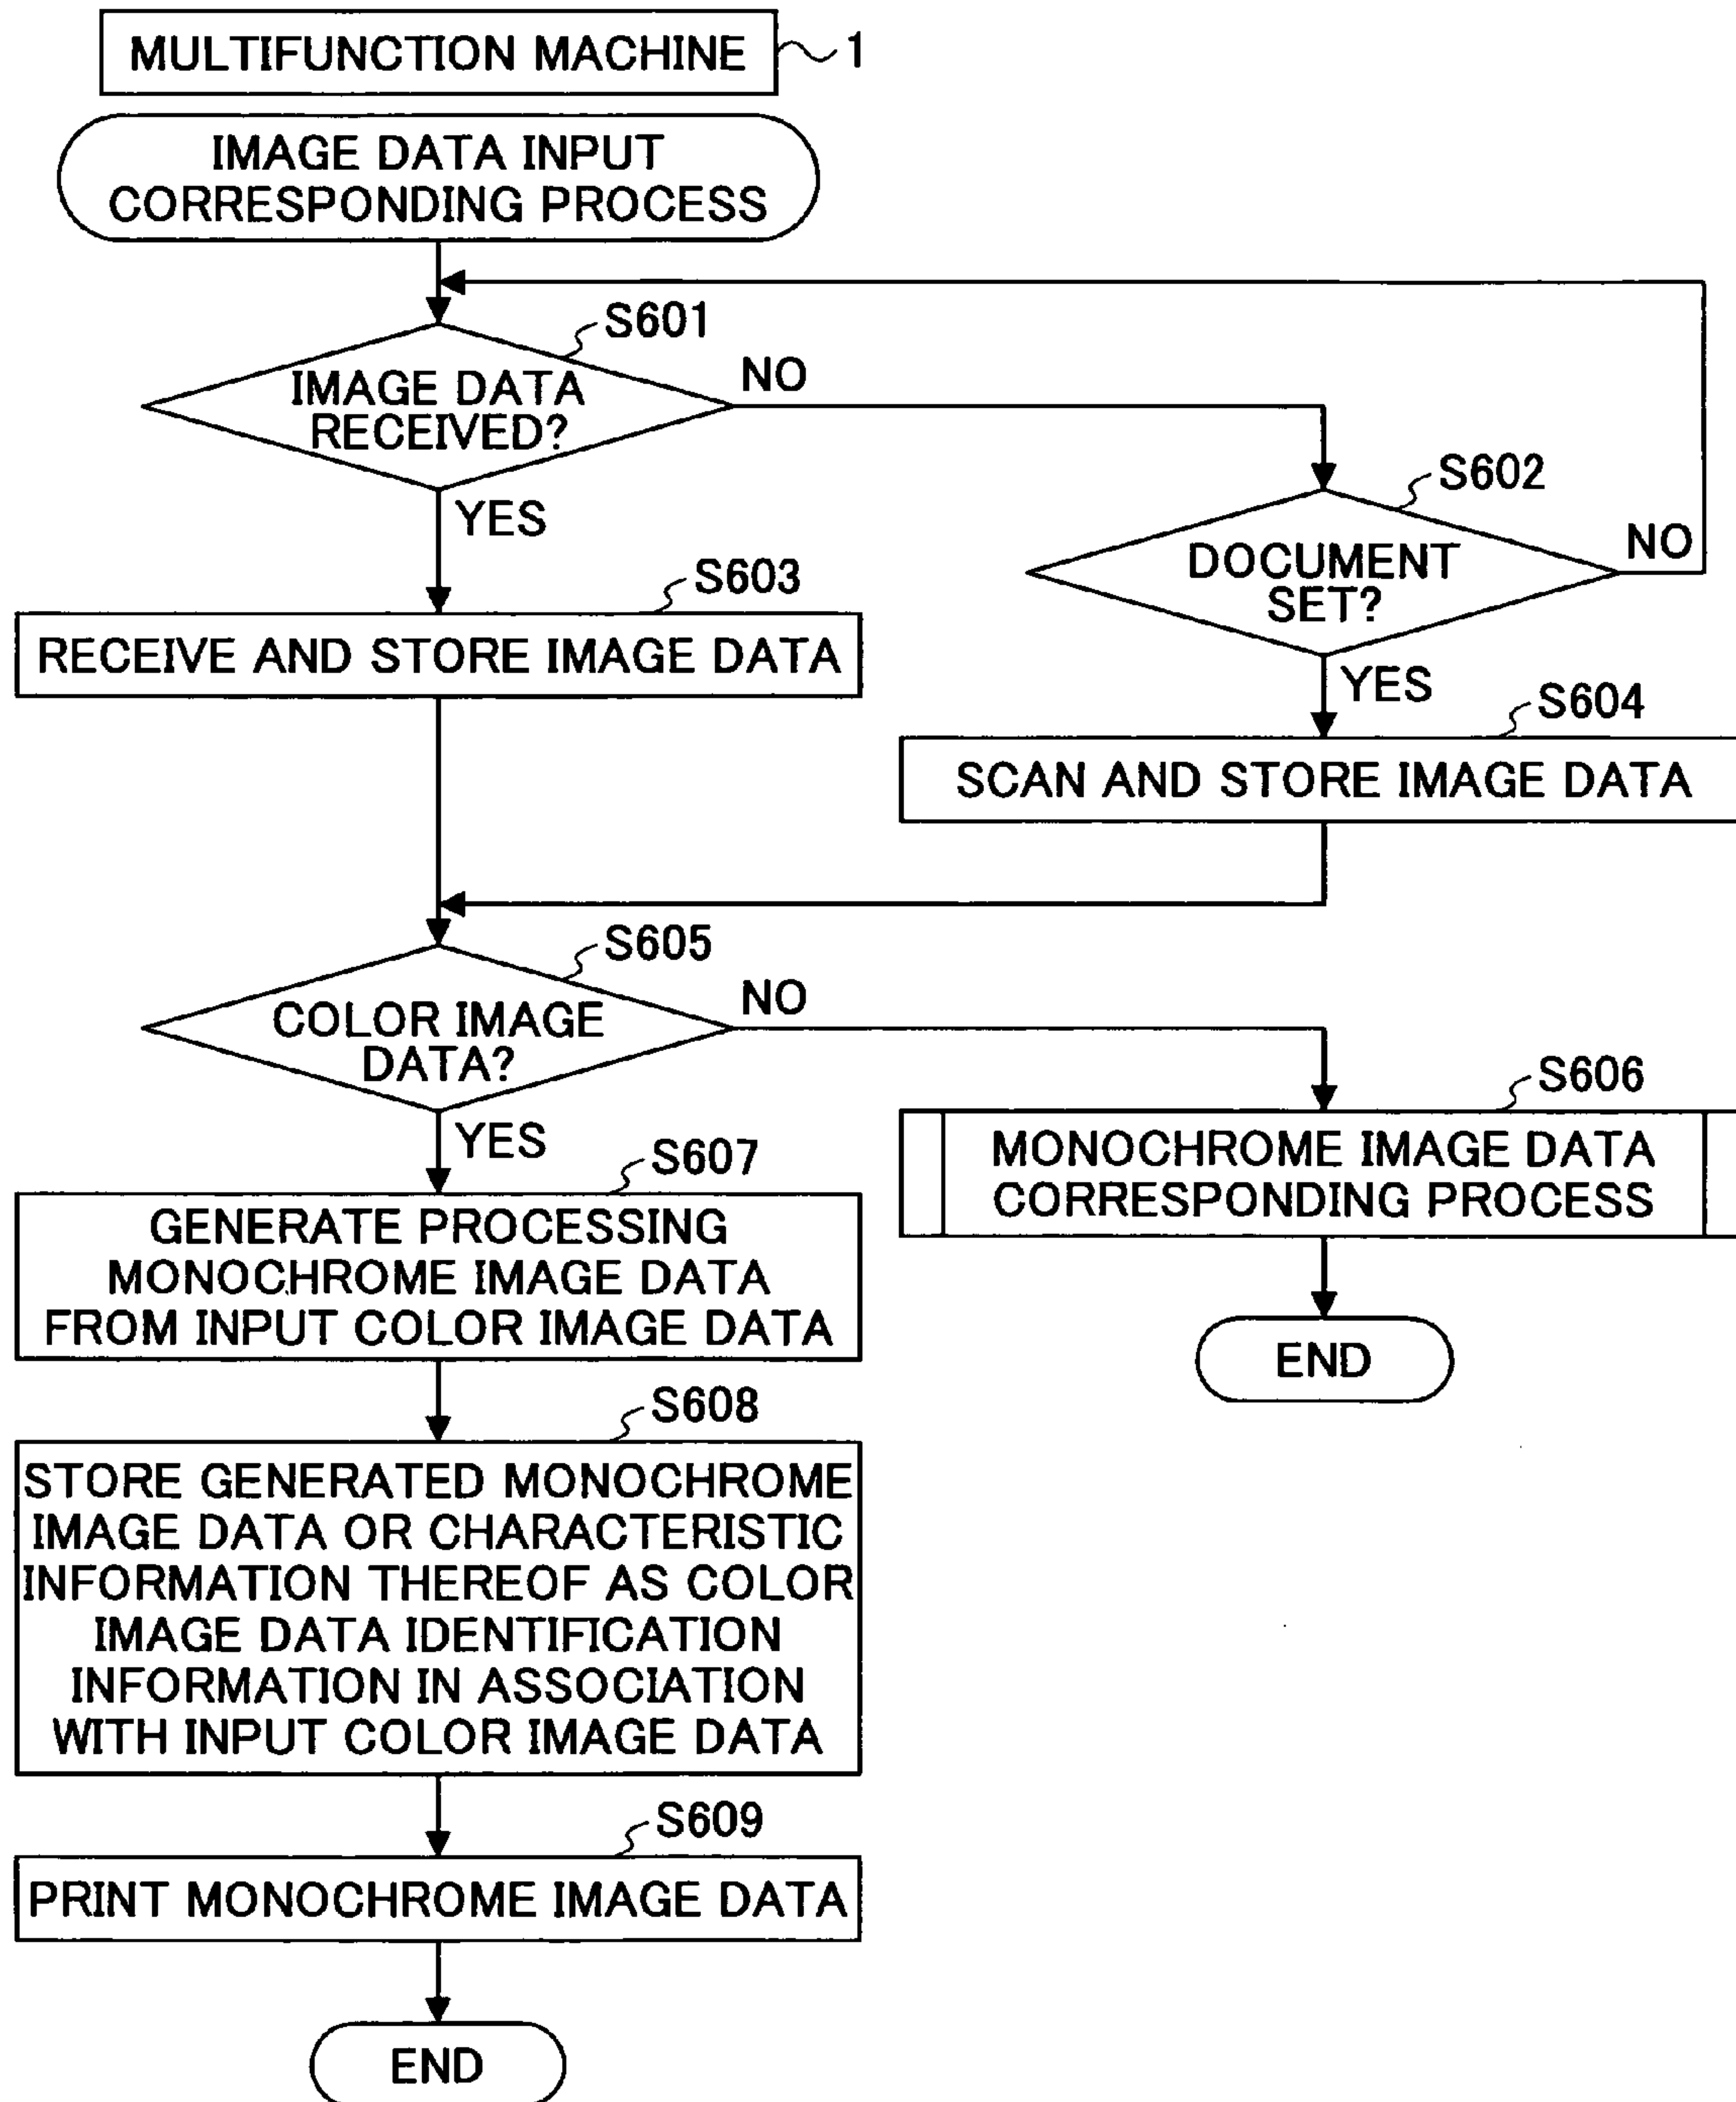 MULTIFUNCTION MACHINE
1
IMAGE DATA INPUT
CORRESPONDING PROCESS
S601
IMAGE DATA
RECEIVED?
NO
YES
S602
DOCUMENT
SET?
NO
YES
S603
RECEIVE AND STORE IMAGE DATA
S604
SCAN AND STORE IMAGE DATA
S605
COLOR IMAGE
DATA?
NO
YES
S606
MONOCHROME IMAGE DATA
CORRESPONDING PROCESS
END
S607
GENERATE PROCESSING
MONOCHROME IMAGE DATA
FROM INPUT COLOR IMAGE DATA
S608
STORE GENERATED MONOCHROME
IMAGE DATA OR CHARACTERISTIC
INFORMATION THEREOF AS COLOR
IMAGE DATA IDENTIFICATION
INFORMATION IN ASSOCIATION
WITH INPUT COLOR IMAGE DATA
S609
PRINT MONOCHROME IMAGE DATA
END